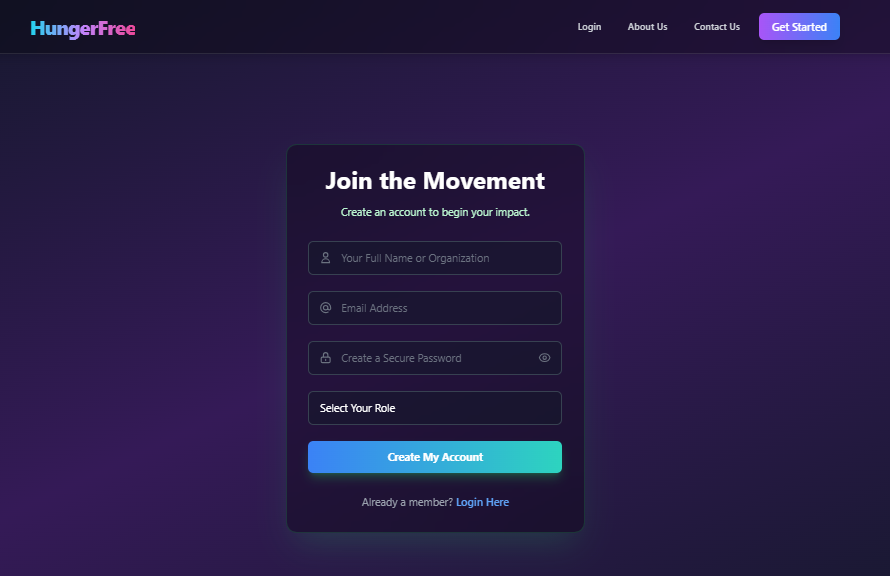 HungerFree
Login
About Us
Contact Us
Get Started
Join the Movement
Create an account to begin your impact.
Your Full Name or Organization
Email Address
Create a Secure Password
Select Your Role
Create My Account
Already a member? Login Here